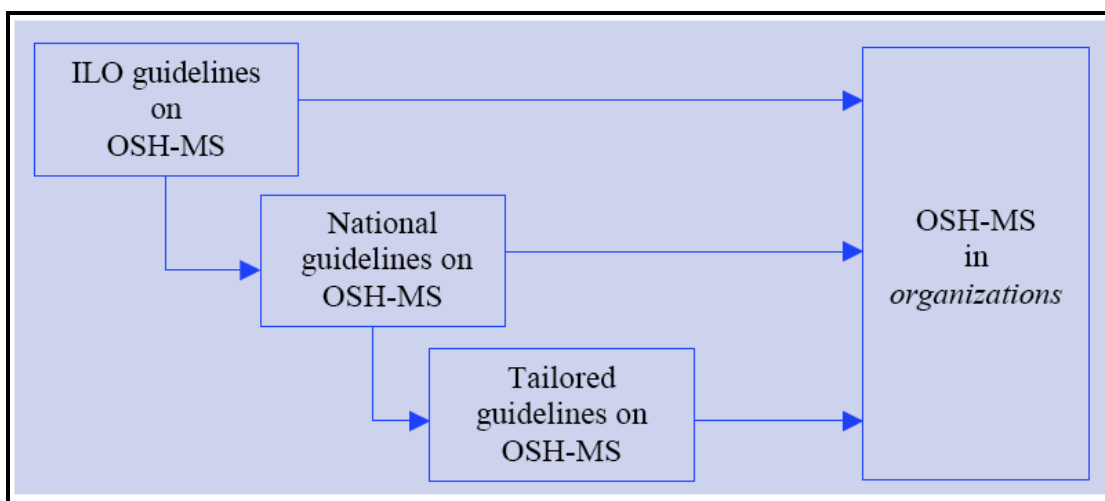 ILO guidelines
on
OSH-MS
National
guidelines on
OSH-MS
Tailored
guidelines on
OSH-MS
OSH-MS
in
organizations